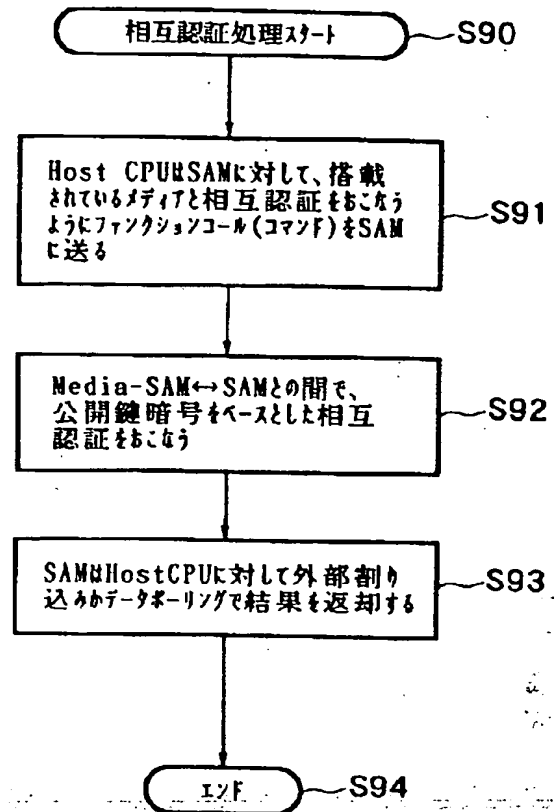 相互認証処理スタート S90
Host CPUはSAMに対して、搭載
されているメディアと相互認証をおこなう
ようにファンクションコール(コマンド)をSAM
に送る
S91
Media-SAM↔SAMとの間で、
公開鍵暗号をベースとした相互
認証をおこなう
S92
SAMはHostCPUに対して外部割り
込みかデータポーリングで結果を返却する
S93
エンド S94